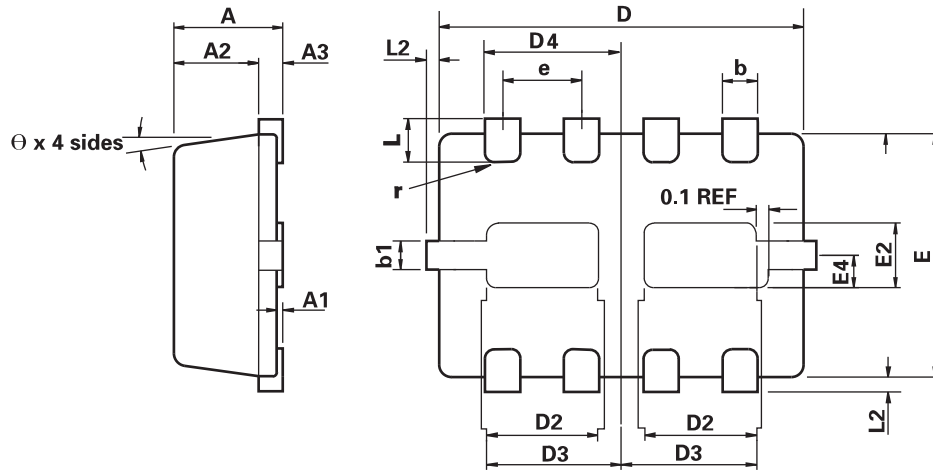 A
A2
A3
Θ x 4 sides
A1
D
L2
D4
e
b
L
r
0.1 REF
b1
E4
E2
E
D2
D2
L2
D3
D3